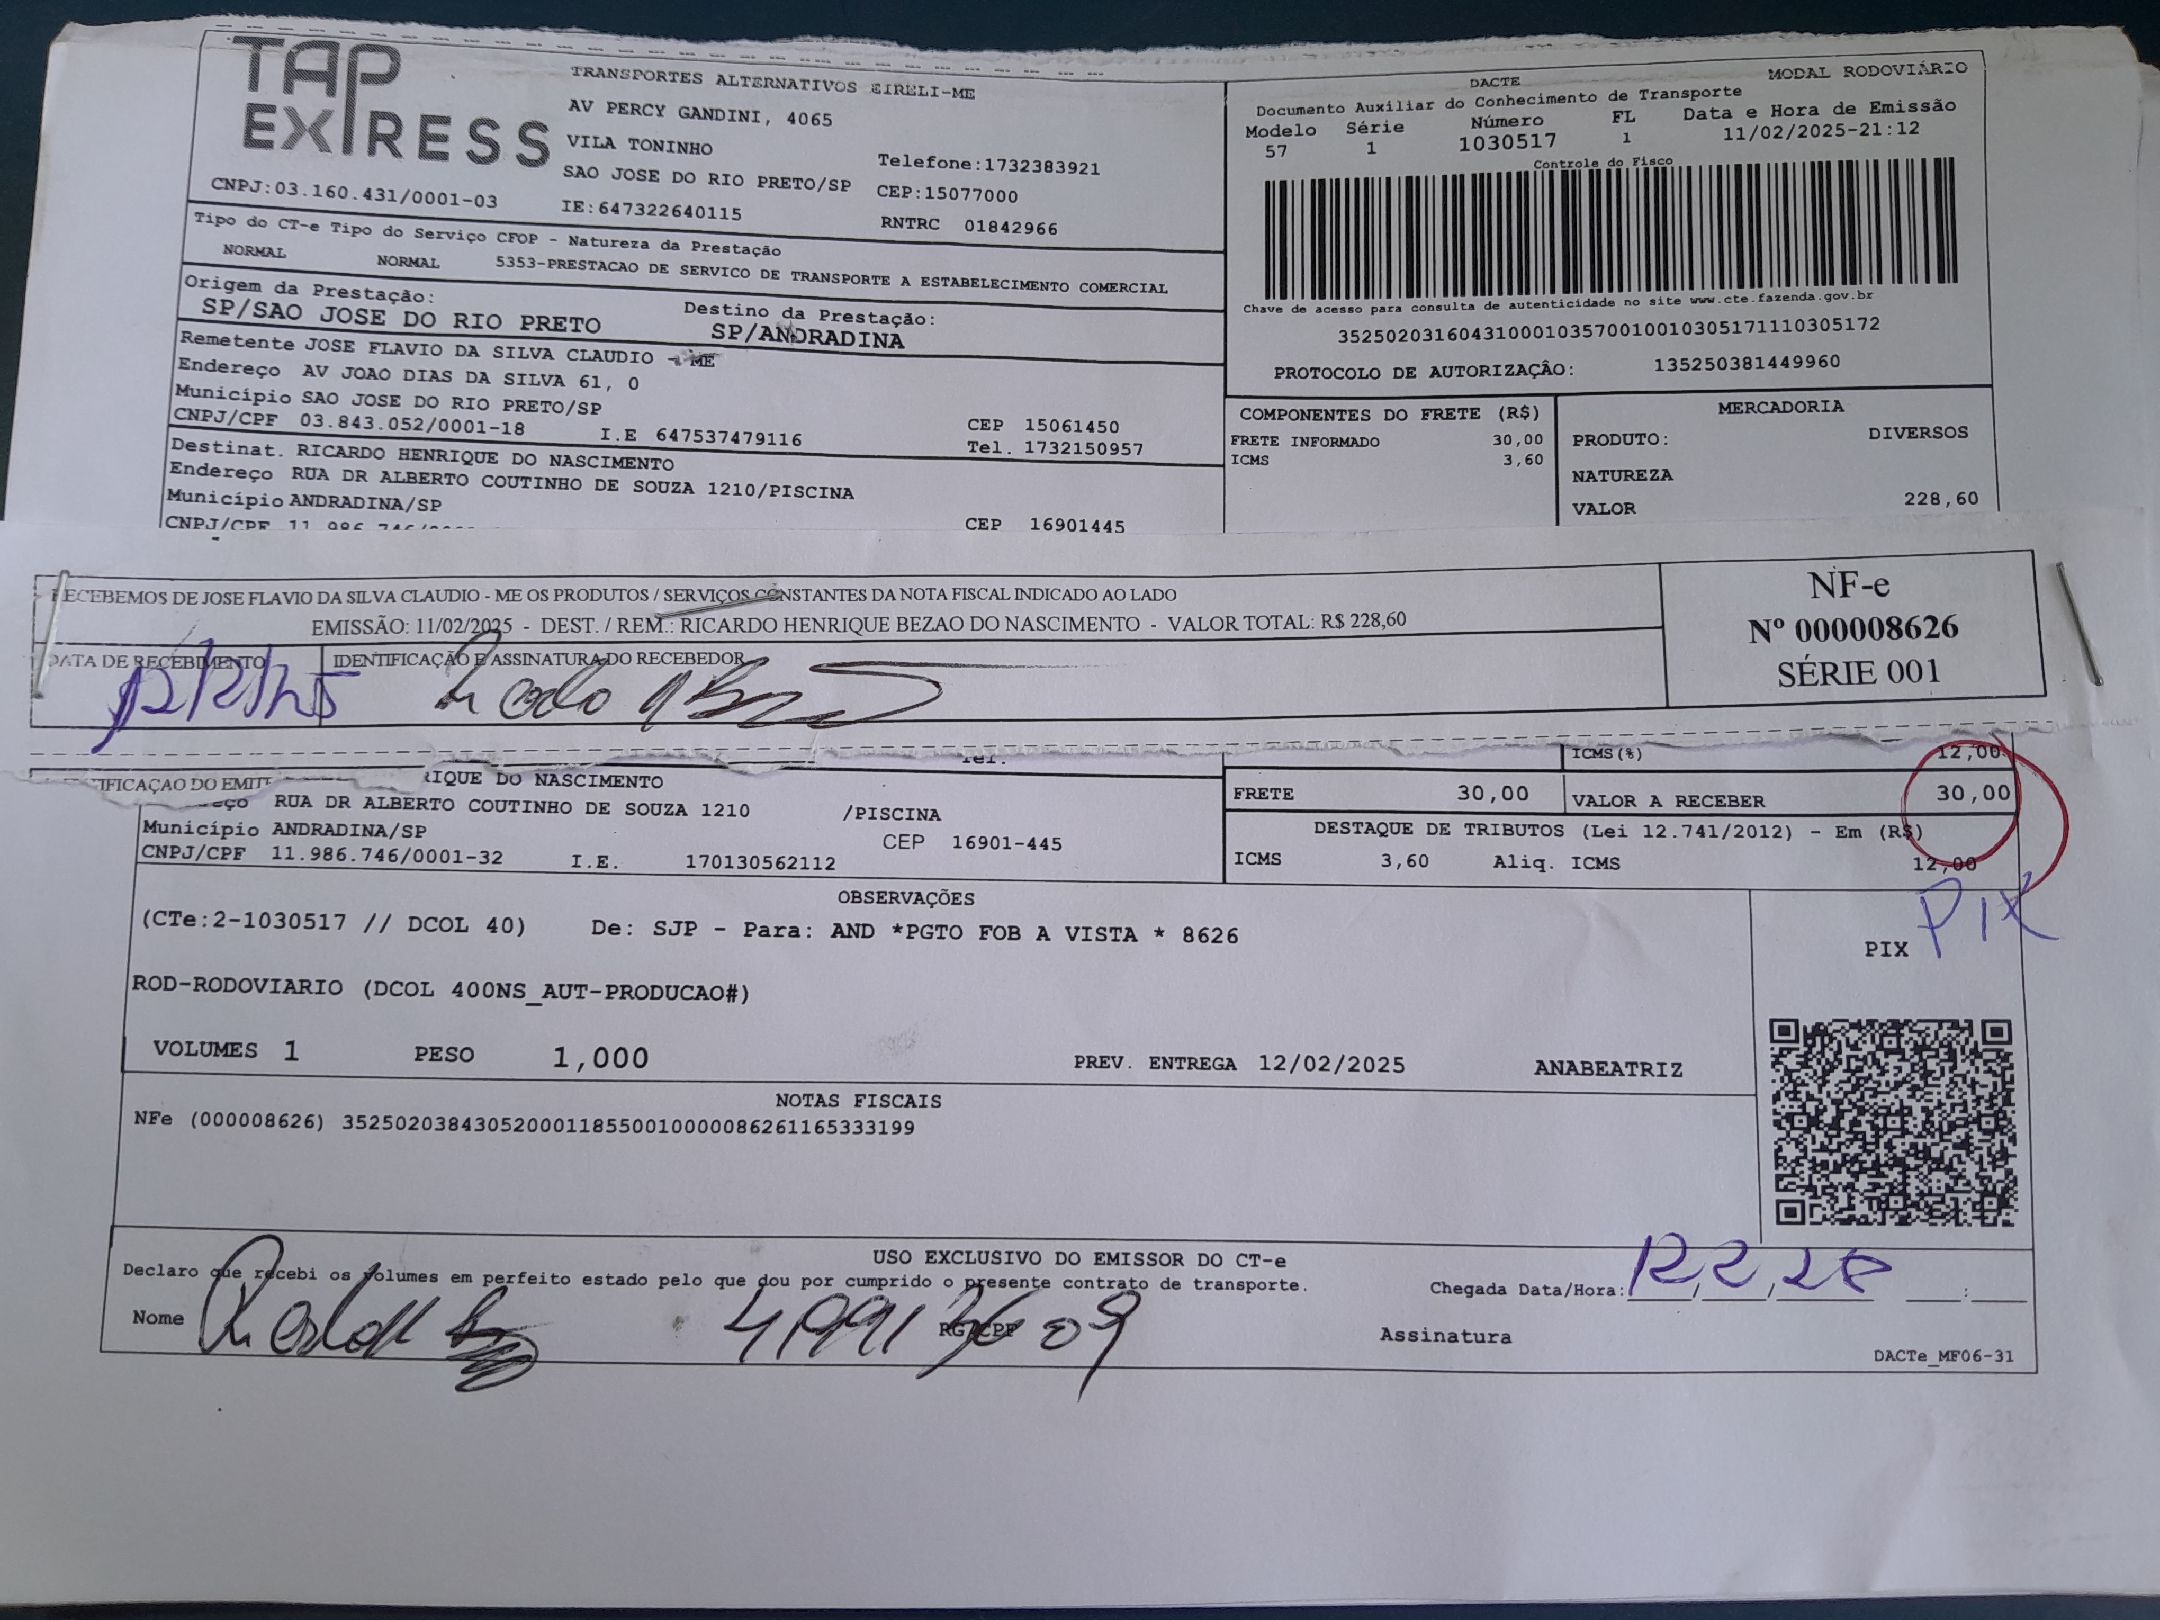 TAP EXPRESS
TRANSPORTES ALTERNATIVOS EIRELI-ME
AV PERCY GANDINI, 4065
VILA TONINHO
Telefone:1732383921
SAO JOSE DO RIO PRETO/SP CEP:15077000
CNPJ:03.160.431/0001-03 IE:647322640115 RNTRC 01842966
Tipo do CT-e Tipo do Serviço CFOP - Natureza da Prestação
NORMAL NORMAL 5353-PRESTACAO DE SERVICO DE TRANSPORTE A ESTABELECIMENTO COMERCIAL
Origem da Prestação: Destino da Prestação:
SP/SAO JOSE DO RIO PRETO SP/ANDRADINA
Remetente JOSE FLAVIO DA SILVA CLAUDIO - ME
Endereço AV JOAO DIAS DA SILVA 61, 0
Município SAO JOSE DO RIO PRETO/SP CEP 15061450
CNPJ/CPF 03.843.052/0001-18 I.E 647537479116 Tel. 1732150957
Destinat. RICARDO HENRIQUE DO NASCIMENTO
Endereço RUA DR ALBERTO COUTINHO DE SOUZA 1210/PISCINA
Município ANDRADINA/SP CEP 16901445
CNPJ/CPF 11.986.746/
DACTE MODAL RODOVIÁRIO
Documento Auxiliar do Conhecimento de Transporte
Modelo Série Número FL Data e Hora de Emissão
57 1 1030517 1 11/02/2025-21:12
Controle do Fisco
Chave de acesso para consulta de autenticidade no site www.cte.fazenda.gov.br
35250203160431000103570010010305171110305172
PROTOCOLO DE AUTORIZAÇÃO: 135250381449960
COMPONENTES DO FRETE (R$)
FRETE INFORMADO 30,00
ICMS 3,60
MERCADORIA
PRODUTO: DIVERSOS
NATUREZA
VALOR 228,60
RECEBEMOS DE JOSE FLAVIO DA SILVA CLAUDIO - ME OS PRODUTOS / SERVIÇOS CONSTANTES DA NOTA FISCAL INDICADO AO LADO
EMISSÃO: 11/02/2025 - DEST. / REM.: RICARDO HENRIQUE BEZAO DO NASCIMENTO - VALOR TOTAL: R$ 228,60
DATA DE RECEBIMENTO IDENTIFICAÇÃO E ASSINATURA DO RECEBEDOR
NF-e
Nº 000008626
SÉRIE 001
ICMS(%) 12,00
FRETE 30,00 VALOR A RECEBER 30,00
DESTAQUE DE TRIBUTOS (Lei 12.741/2012) - Em (R$)
ICMS 3,60 Aliq. ICMS 12,00
RIQUE DO NASCIMENTO
RUA DR ALBERTO COUTINHO DE SOUZA 1210 /PISCINA
Município ANDRADINA/SP CEP 16901-445
CNPJ/CPF 11.986.746/0001-32 I.E. 170130562112
OBSERVAÇÕES
(CTe:2-1030517 // DCOL 40) De: SJP - Para: AND *PGTO FOB A VISTA * 8626
ROD-RODOVIARIO (DCOL 400NS_AUT-PRODUCAO#)
PIX PIX
VOLUMES 1 PESO 1,000 PREV. ENTREGA 12/02/2025 ANABEATRIZ
NOTAS FISCAIS
NFe (000008626) 35250203843052000118550010000086261165333199
USO EXCLUSIVO DO EMISSOR DO CT-e
Declaro que recebi os volumes em perfeito estado pelo que dou por cumprido o presente contrato de transporte.
Chegada Data/Hora:
Nome RG/CPF Assinatura
DACTe_MF06-31